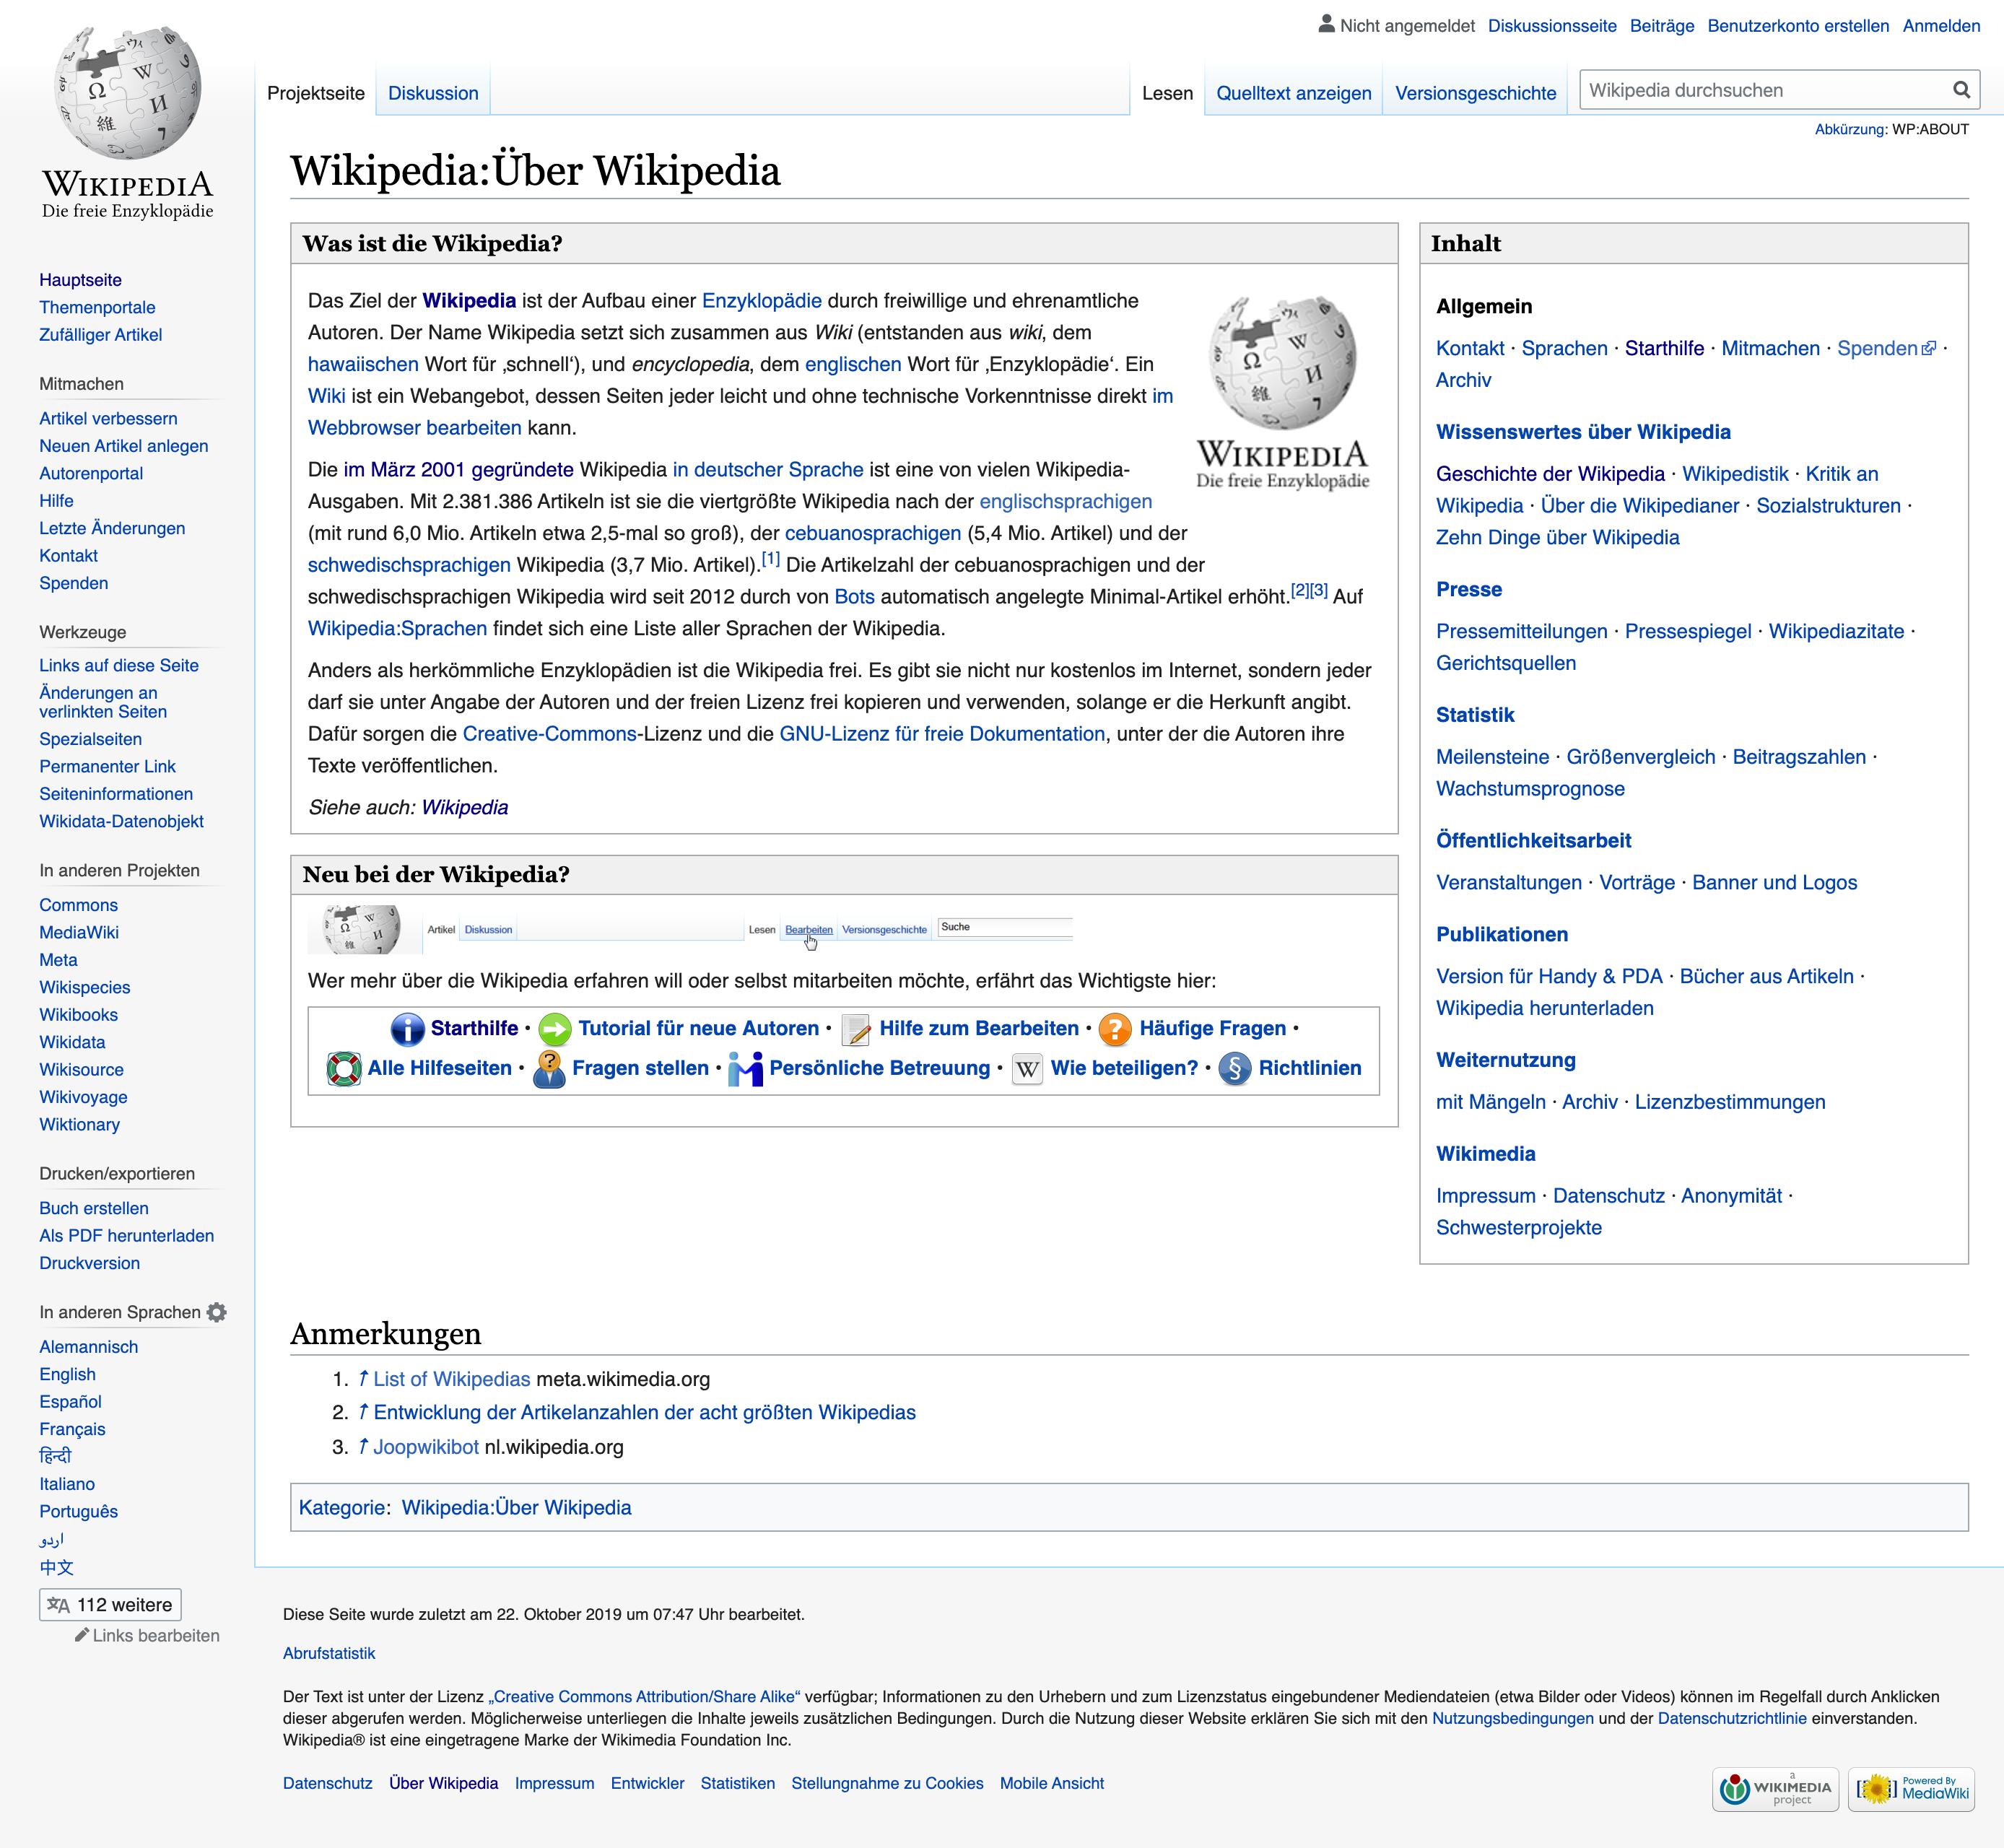 Nicht angemeldet Diskussionsseite Beiträge Benutzerkonto erstellen Anmelden
Projektseite Diskussion Lesen Quelltext anzeigen Versionsgeschichte Wikipedia durchsuchen
Abkürzung: WP:ABOUT
WIKIPEDIA
Die freie Enzyklopädie
Hauptseite
Themenportale
Zufälliger Artikel
Mitmachen
Artikel verbessern
Neuen Artikel anlegen
Autorenportal
Hilfe
Letzte Änderungen
Kontakt
Spenden
Werkzeuge
Links auf diese Seite
Änderungen an
verlinkten Seiten
Spezialseiten
Permanenter Link
Seiteninformationen
Wikidata-Datenobjekt
In anderen Projekten
Commons
MediaWiki
Meta
Wikispecies
Wikibooks
Wikidata
Wikisource
Wikivoyage
Wiktionary
Drucken/exportieren
Buch erstellen
Als PDF herunterladen
Druckversion
In anderen Sprachen
Alemannisch
English
Español
Français
हिन्दी
Italiano
Português
اردو
中文
112 weitere
Links bearbeiten
Wikipedia:Über Wikipedia
Was ist die Wikipedia?
Das Ziel der Wikipedia ist der Aufbau einer Enzyklopädie durch freiwillige und ehrenamtliche
Autoren. Der Name Wikipedia setzt sich zusammen aus Wiki (entstanden aus wiki, dem
hawaiischen Wort für ‚schnell‘), und encyclopedia, dem englischen Wort für ‚Enzyklopädie‘. Ein
Wiki ist ein Webangebot, dessen Seiten jeder leicht und ohne technische Vorkenntnisse direkt im
Webbrowser bearbeiten kann.
WIKIPEDIA
Die freie Enzyklopädie
Die im März 2001 gegründete Wikipedia in deutscher Sprache ist eine von vielen Wikipedia-
Ausgaben. Mit 2.381.386 Artikeln ist sie die viertgrößte Wikipedia nach der englischsprachigen
(mit rund 6,0 Mio. Artikeln etwa 2,5-mal so groß), der cebuanosprachigen (5,4 Mio. Artikel) und der
schwedischsprachigen Wikipedia (3,7 Mio. Artikel).[1] Die Artikelzahl der cebuanosprachigen und der
schwedischsprachigen Wikipedia wird seit 2012 durch von Bots automatisch angelegte Minimal-Artikel erhöht.[2][3] Auf
Wikipedia:Sprachen findet sich eine Liste aller Sprachen der Wikipedia.
Anders als herkömmliche Enzyklopädien ist die Wikipedia frei. Es gibt sie nicht nur kostenlos im Internet, sondern jeder
darf sie unter Angabe der Autoren und der freien Lizenz frei kopieren und verwenden, solange er die Herkunft angibt.
Dafür sorgen die Creative-Commons-Lizenz und die GNU-Lizenz für freie Dokumentation, unter der die Autoren ihre
Texte veröffentlichen.
Siehe auch: Wikipedia
Neu bei der Wikipedia?
Artikel Diskussion Lesen Bearbeiten Versionsgeschichte Suche
Wer mehr über die Wikipedia erfahren will oder selbst mitarbeiten möchte, erfährt das Wichtigste hier:
Starthilfe • Tutorial für neue Autoren • Hilfe zum Bearbeiten • Häufige Fragen •
Alle Hilfeseiten • Fragen stellen • Persönliche Betreuung • Wie beteiligen? • Richtlinien
Inhalt
Allgemein
Kontakt · Sprachen · Starthilfe · Mitmachen · Spenden ·
Archiv
Wissenswertes über Wikipedia
Geschichte der Wikipedia · Wikipedistik · Kritik an
Wikipedia · Über die Wikipedianer · Sozialstrukturen ·
Zehn Dinge über Wikipedia
Presse
Pressemitteilungen · Pressespiegel · Wikipediazitate ·
Gerichtsquellen
Statistik
Meilensteine · Größenvergleich · Beitragszahlen ·
Wachstumsprognose
Öffentlichkeitsarbeit
Veranstaltungen · Vorträge · Banner und Logos
Publikationen
Version für Handy & PDA · Bücher aus Artikeln ·
Wikipedia herunterladen
Weiternutzung
mit Mängeln · Archiv · Lizenzbestimmungen
Wikimedia
Impressum · Datenschutz · Anonymität ·
Schwesterprojekte
Anmerkungen
1. ↑ List of Wikipedias meta.wikimedia.org
2. ↑ Entwicklung der Artikelanzahlen der acht größten Wikipedias
3. ↑ Joopwikibot nl.wikipedia.org
Kategorie: Wikipedia:Über Wikipedia
Diese Seite wurde zuletzt am 22. Oktober 2019 um 07:47 Uhr bearbeitet.
Abrufstatistik
Der Text ist unter der Lizenz „Creative Commons Attribution/Share Alike“ verfügbar; Informationen zu den Urhebern und zum Lizenzstatus eingebundener Mediendateien (etwa Bilder oder Videos) können im Regelfall durch Anklicken
dieser abgerufen werden. Möglicherweise unterliegen die Inhalte jeweils zusätzlichen Bedingungen. Durch die Nutzung dieser Website erklären Sie sich mit den Nutzungsbedingungen und der Datenschutzrichtlinie einverstanden.
Wikipedia® ist eine eingetragene Marke der Wikimedia Foundation Inc.
Datenschutz Über Wikipedia Impressum Entwickler Statistiken Stellungnahme zu Cookies Mobile Ansicht
a
WIKIMEDIA
project
Powered By
MediaWiki